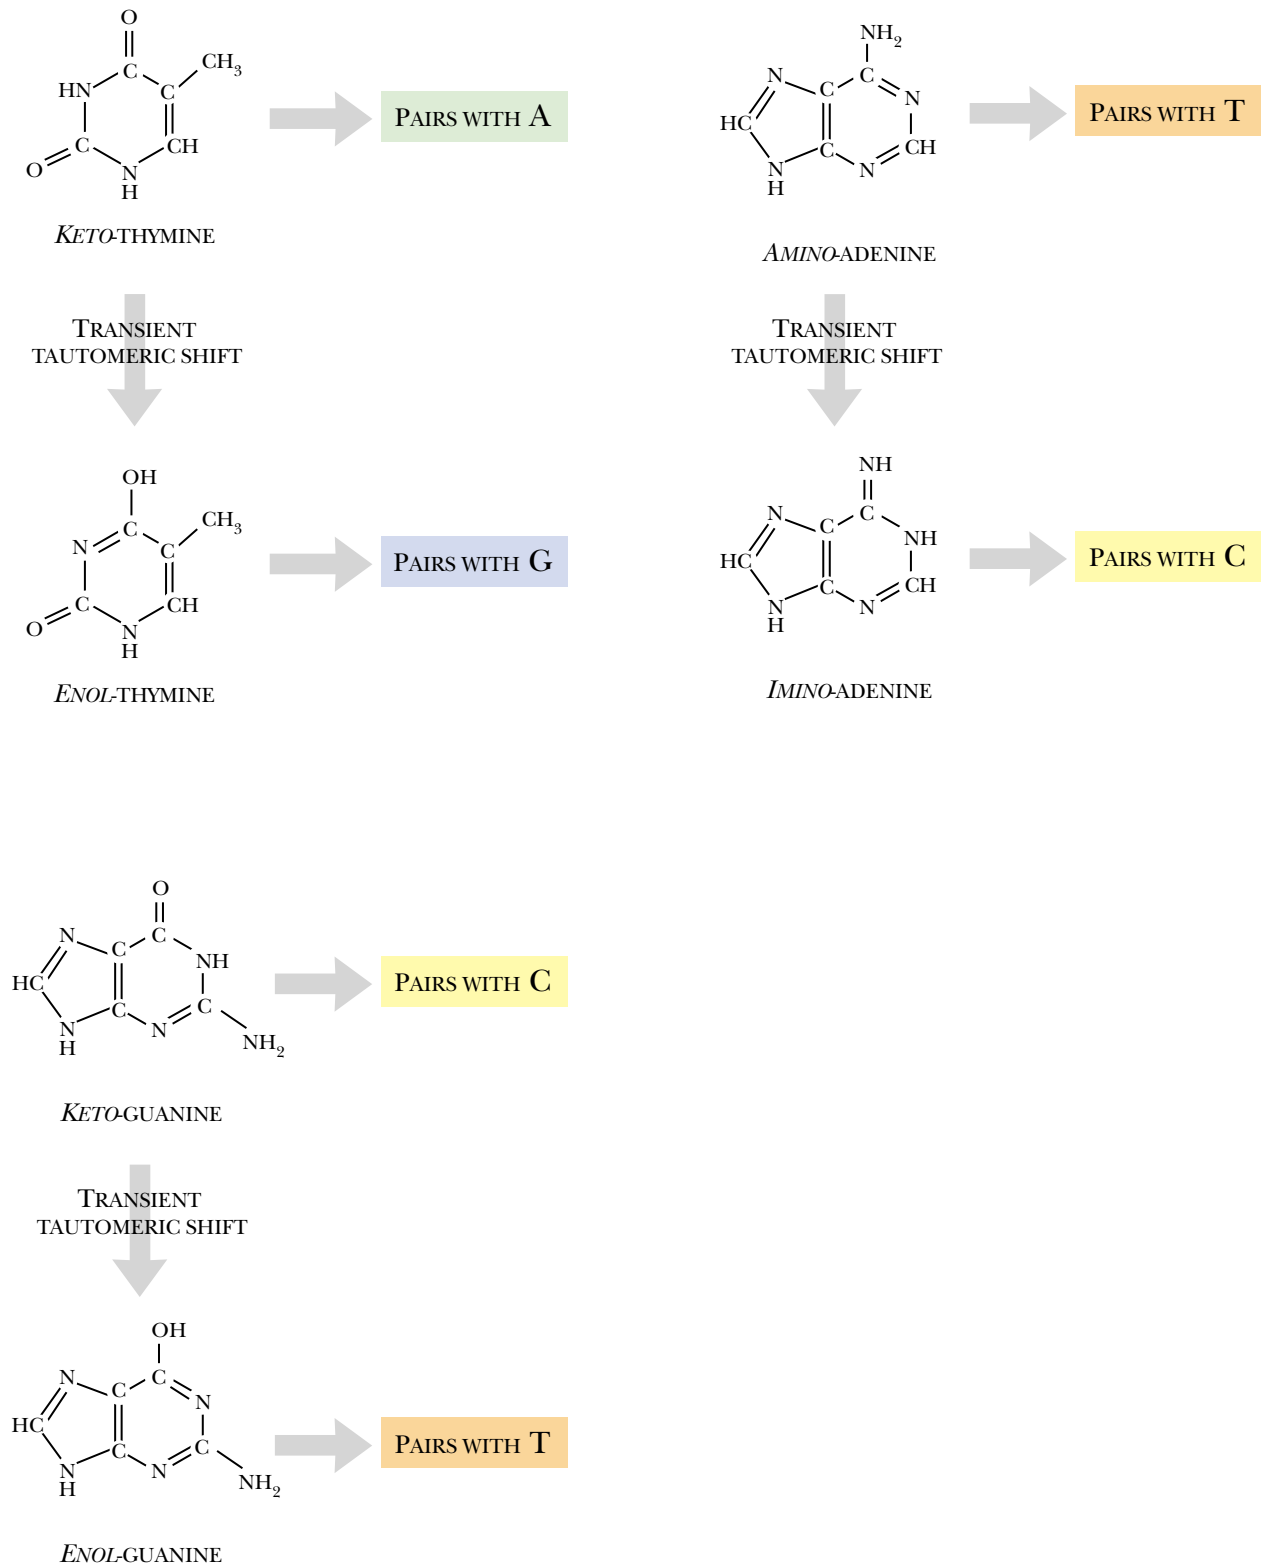 O
C
CH3
HN
C
C
CH
O
N
H
PAIRS WITH A
KETO-THYMINE
TRANSIENT
TAUTOMERIC SHIFT
OH
C
CH3
N
C
C
CH
O
N
H
PAIRS WITH G
ENOL-THYMINE
NH2
N
C
C
N
HC
C
CH
N
H
N
PAIRS WITH T
AMINO-ADENINE
TRANSIENT
TAUTOMERIC SHIFT
NH
N
C
C
NH
HC
C
CH
N
H
N
PAIRS WITH C
IMINO-ADENINE
O
N
C
C
NH
HC
C
C
N
H
N
NH2
PAIRS WITH C
KETO-GUANINE
TRANSIENT
TAUTOMERIC SHIFT
OH
N
C
C
N
HC
C
C
N
H
N
NH2
PAIRS WITH T
ENOL-GUANINE